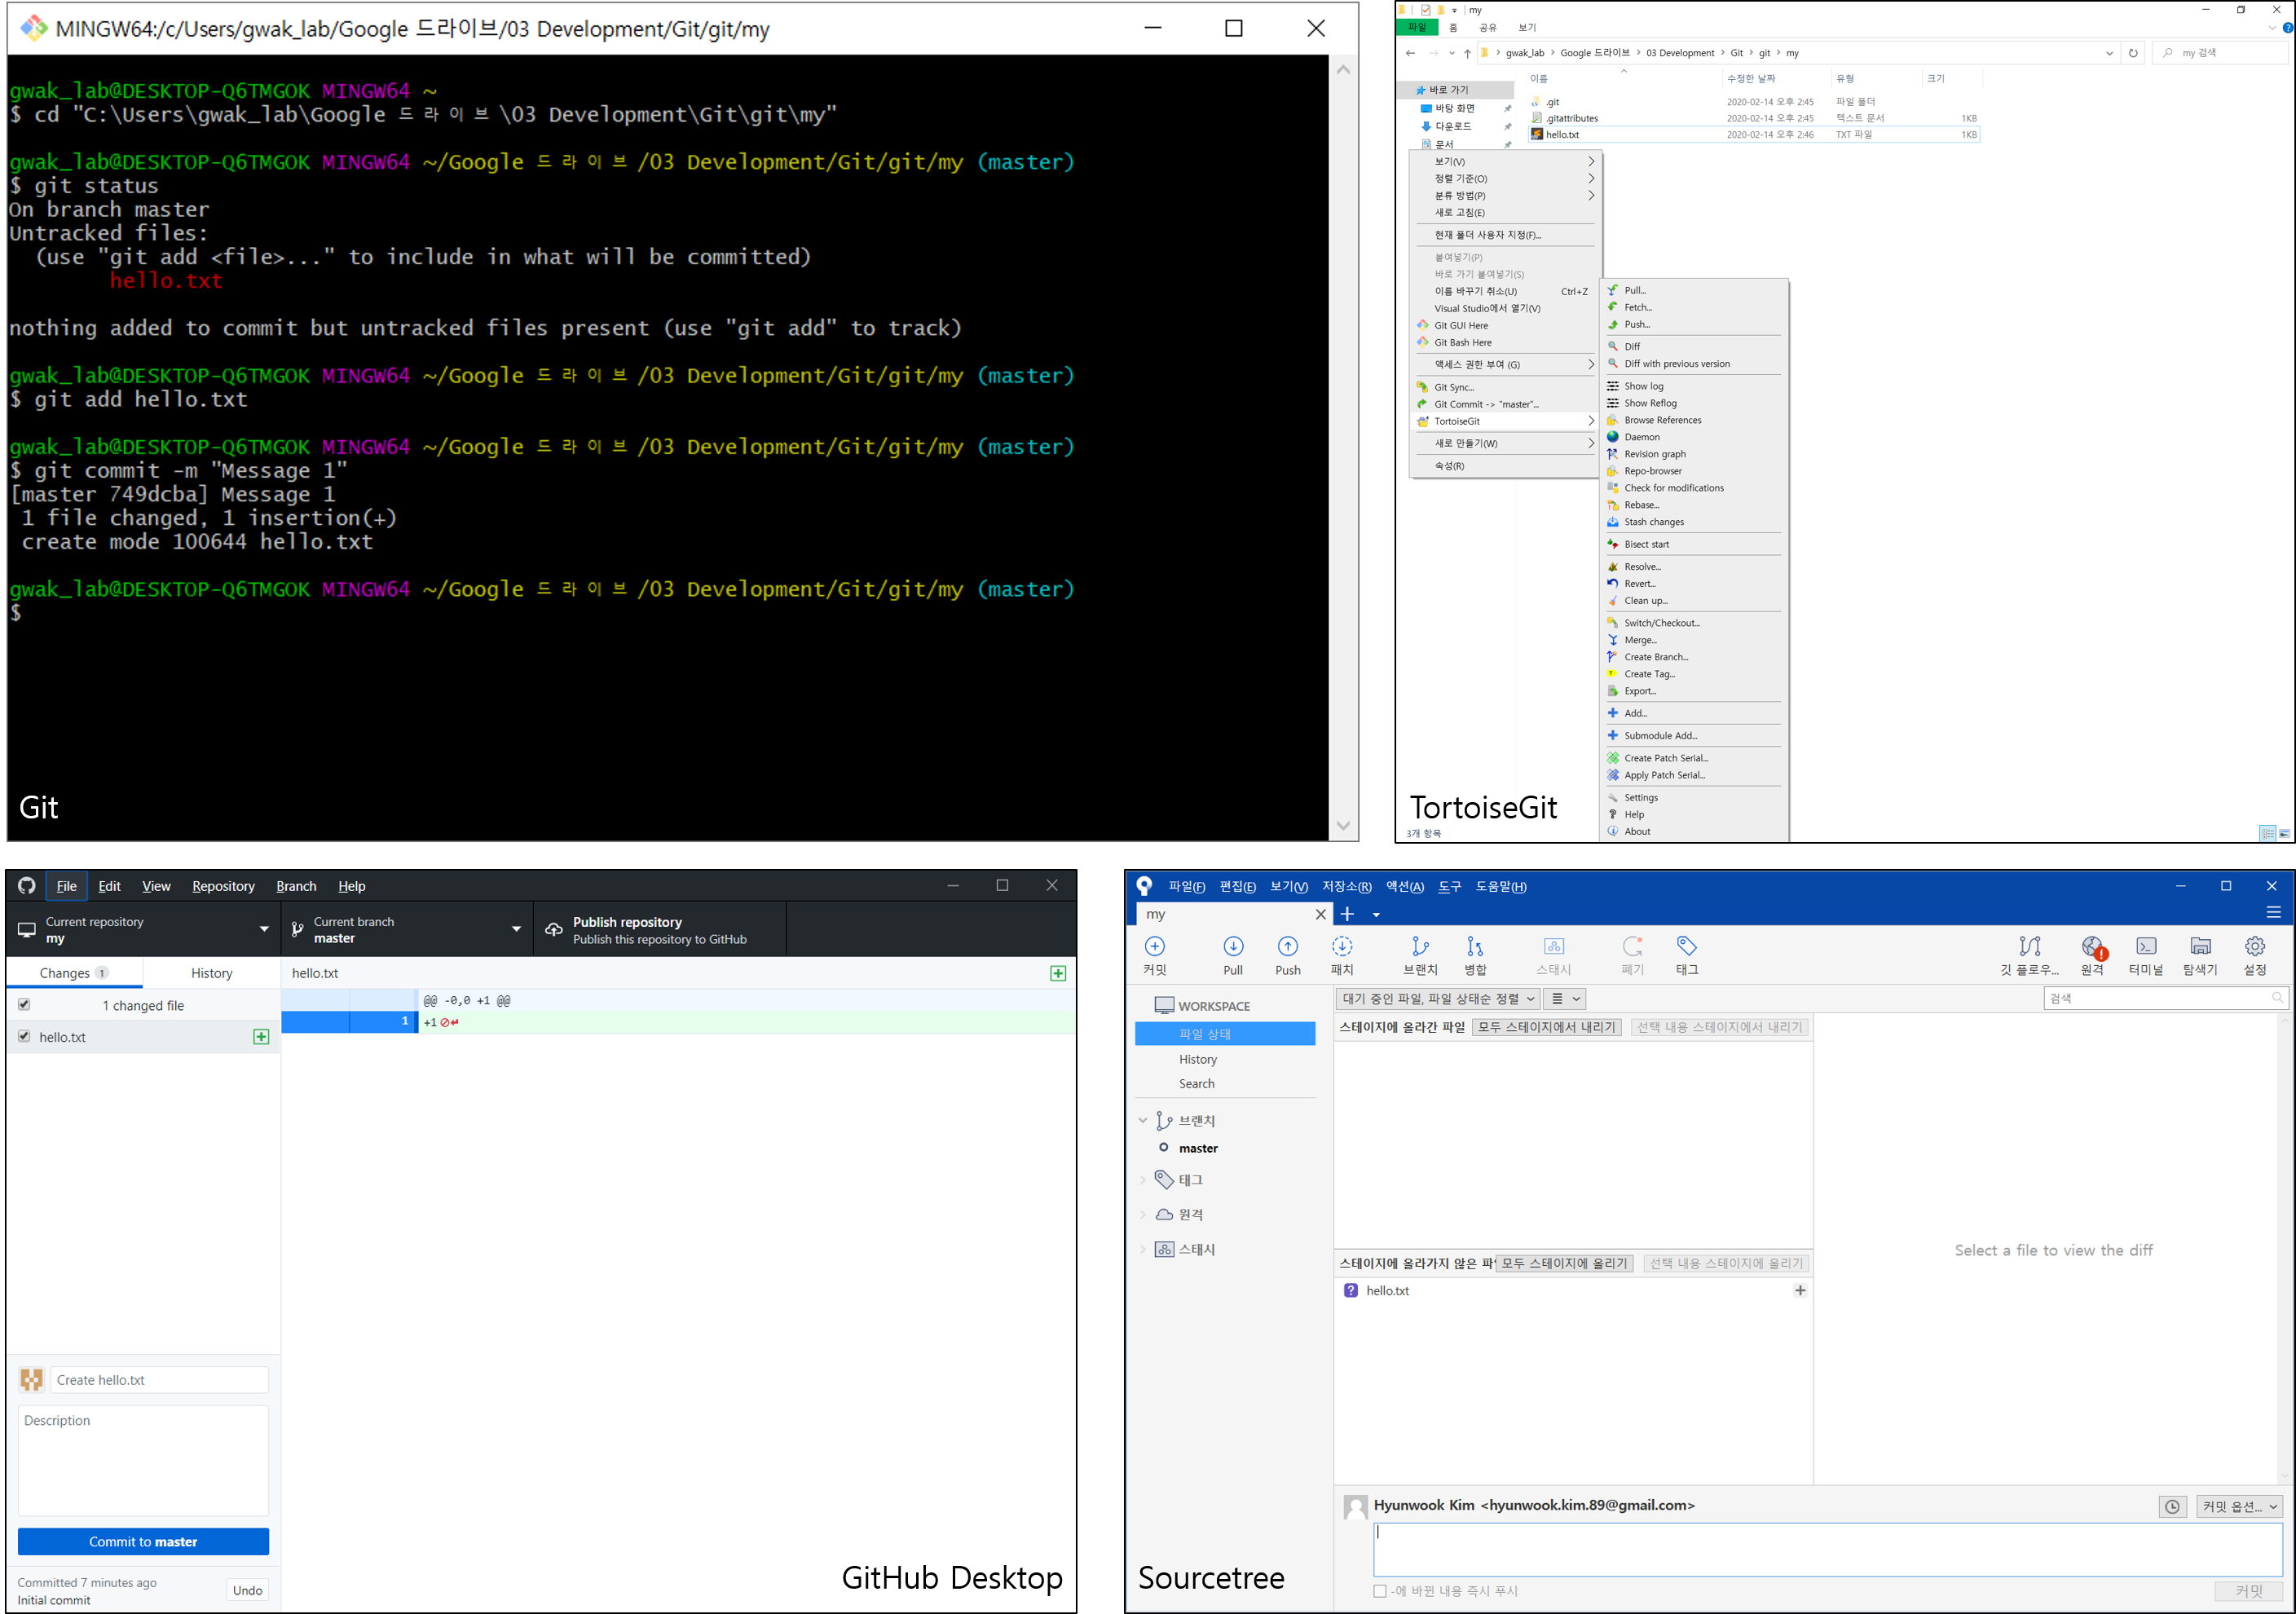 MINGW64:/c/Users/gwak_lab/Google 드라이브/03 Development/Git/git/my
gwak_lab@DESKTOP-Q6TMGOK MINGW64 ~
$ cd "C:\Users\gwak_lab\Google 드라이브\03 Development\Git\git\my"
gwak_lab@DESKTOP-Q6TMGOK MINGW64 ~/Google 드라이브/03 Development/Git/git/my (master)
$ git status
On branch master
Untracked files:
(use "git add <file>..." to include in what will be committed)
hello.txt
nothing added to commit but untracked files present (use "git add" to track)
gwak_lab@DESKTOP-Q6TMGOK MINGW64 ~/Google 드라이브/03 Development/Git/git/my (master)
$ git add hello.txt
gwak_lab@DESKTOP-Q6TMGOK MINGW64 ~/Google 드라이브/03 Development/Git/git/my (master)
$ git commit -m "Message 1"
[master 749dcba] Message 1
1 file changed, 1 insertion(+)
create mode 100644 hello.txt
gwak_lab@DESKTOP-Q6TMGOK MINGW64 ~/Google 드라이브/03 Development/Git/git/my (master)
$
Git
my
파일 홈 공유 보기
gwak_lab > Google 드라이브 > 03 Development > Git > git > my
my 검색
이름 수정한 날짜 유형 크기
바로 가기
바탕 화면
다운로드
문서
.git 2020-02-14 오후 2:45 파일 폴더
.gitattributes 2020-02-14 오후 2:45 텍스트 문서 1KB
hello.txt 2020-02-14 오후 2:46 TXT 파일 1KB
보기(V)
정렬 기준(O)
분류 방법(P)
새로 고침(E)
현재 폴더 사용자 지정(F)...
붙여넣기(P)
바로 가기 붙여넣기(S)
이름 바꾸기 취소(U) Ctrl+Z
Visual Studio에서 열기(V)
Git GUI Here
Git Bash Here
액세스 권한 부여 (G)
Git Sync...
Git Commit -> "master"...
TortoiseGit
새로 만들기(W)
속성(R)
Pull...
Fetch...
Push...
Diff
Diff with previous version
Show log
Show Reflog
Browse References
Daemon
Revision graph
Repo-browser
Check for modifications
Rebase...
Stash changes
Bisect start
Resolve...
Revert...
Clean up...
Switch/Checkout...
Merge...
Create Branch...
Create Tag...
Export...
Add...
Submodule Add...
Create Patch Serial...
Apply Patch Serial...
Settings
Help
About
TortoiseGit
3개 항목
File Edit View Repository Branch Help
Current repository
my
Current branch
master
Publish repository
Publish this repository to GitHub
Changes 1 History
hello.txt
1 changed file
hello.txt
@@ -0,0 +1 @@
1 +1
Create hello.txt
Description
Commit to master
Committed 7 minutes ago
Initial commit
Undo
GitHub Desktop
파일(F) 편집(E) 보기(V) 저장소(R) 액션(A) 도구 도움말(H)
my
커밋 Pull Push 패치 브랜치 병합 스태시 폐기 태그 깃 플로우... 원격 터미널 탐색기 설정
WORKSPACE
파일 상태
History
Search
브랜치
master
태그
원격
스태시
대기 중인 파일, 파일 상태순 정렬
검색
스테이지에 올라간 파일 모두 스테이지에서 내리기 선택 내용 스테이지에서 내리기
Select a file to view the diff
스테이지에 올라가지 않은 파일 모두 스테이지에 올리기 선택 내용 스테이지에 올리기
hello.txt
Hyunwook Kim <hyunwook.kim.89@gmail.com>
커밋 옵션...
-에 바뀐 내용 즉시 푸시
커밋
Sourcetree